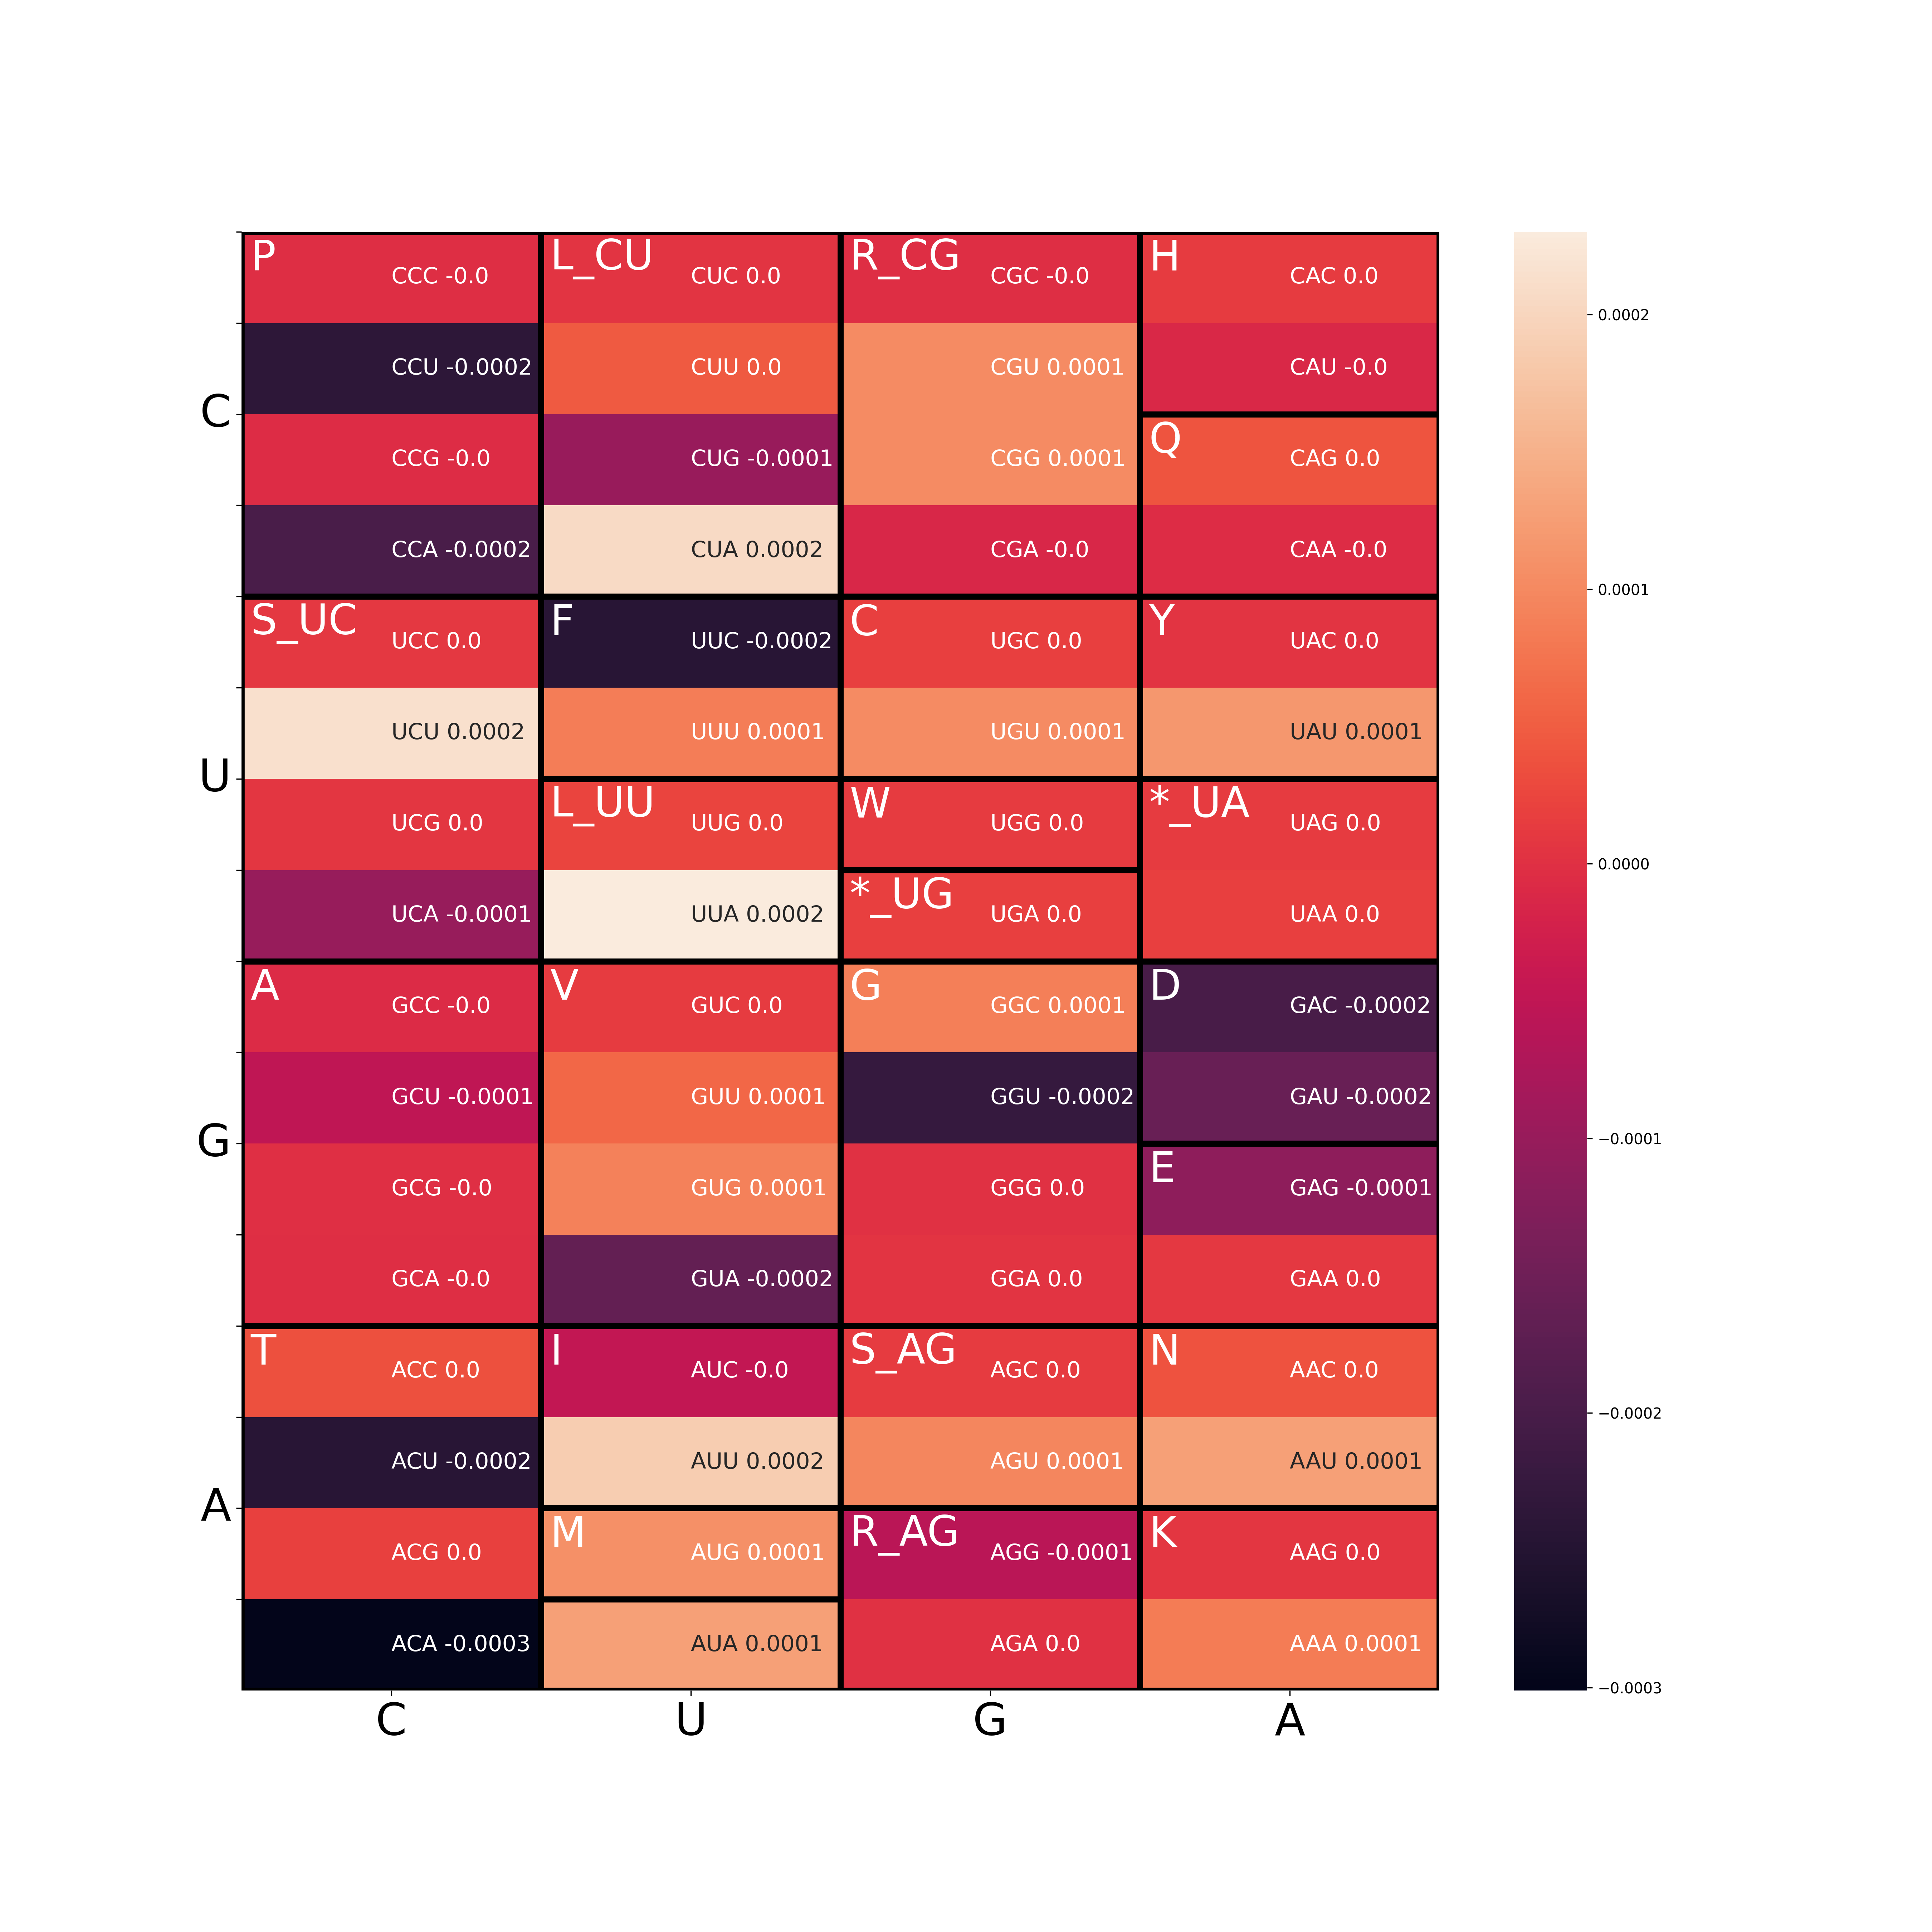 P L_CU R_CG H
CCC -0.0 CUC 0.0 CGC -0.0 CAC 0.0
CCU -0.0002 CUU 0.0 CGU 0.0001 CAU -0.0
C
Q
CCG -0.0 CUG -0.0001 CGG 0.0001 CAG 0.0
CCA -0.0002 CUA 0.0002 CGA -0.0 CAA -0.0
S_UC F C Y
UCC 0.0 UUC -0.0002 UGC 0.0 UAC 0.0
UCU 0.0002 UUU 0.0001 UGU 0.0001 UAU 0.0001
U
L_UU W *_UA
UCG 0.0 UUG 0.0 UGG 0.0 UAG 0.0
*_UG
UCA -0.0001 UUA 0.0002 UGA 0.0 UAA 0.0
A V G D
GCC -0.0 GUC 0.0 GGC 0.0001 GAC -0.0002
GCU -0.0001 GUU 0.0001 GGU -0.0002 GAU -0.0002
G
E
GCG -0.0 GUG 0.0001 GGG 0.0 GAG -0.0001
GCA -0.0 GUA -0.0002 GGA 0.0 GAA 0.0
T I S_AG N
ACC 0.0 AUC -0.0 AGC 0.0 AAC 0.0
ACU -0.0002 AUU 0.0002 AGU 0.0001 AAU 0.0001
A
M R_AG K
ACG 0.0 AUG 0.0001 AGG -0.0001 AAG 0.0
ACA -0.0003 AUA 0.0001 AGA 0.0 AAA 0.0001
C U G A
0.0002
0.0001
0.0000
−0.0001
−0.0002
−0.0003